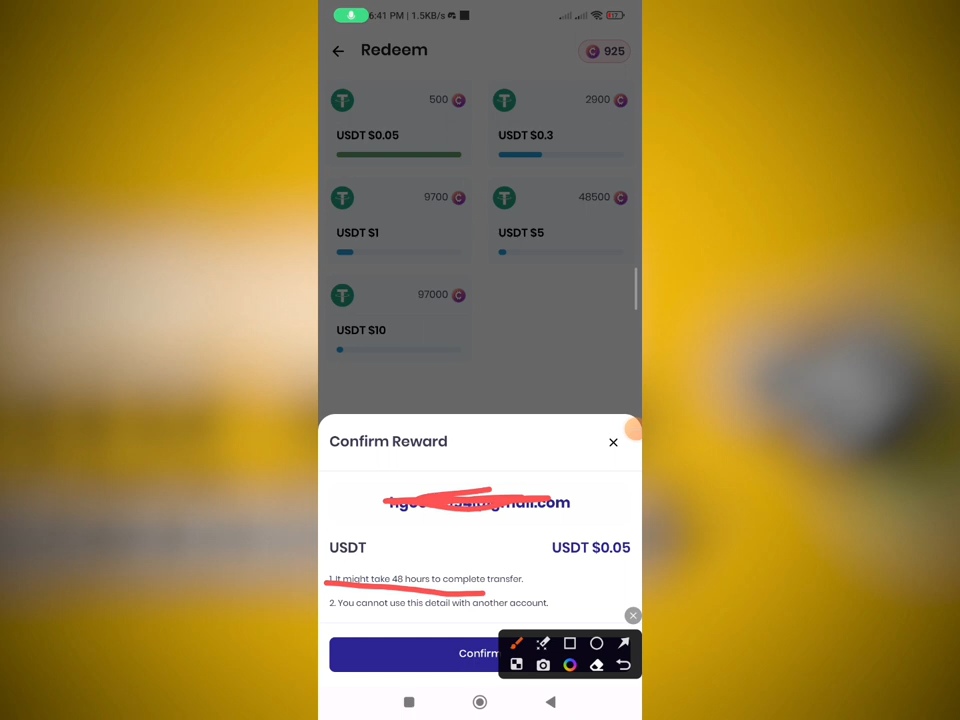 6:41 PM | 1.5KB/s
Redeem
925
500
2900
USDT $0.05
USDT $0.3
9700
48500
USDT $1
USDT $5
97000
USDT $10
Confirm Reward
@gmail.com
USDT
USDT $0.05
1. It might take 48 hours to complete transfer.
2. You cannot use this detail with another account.
Confirm